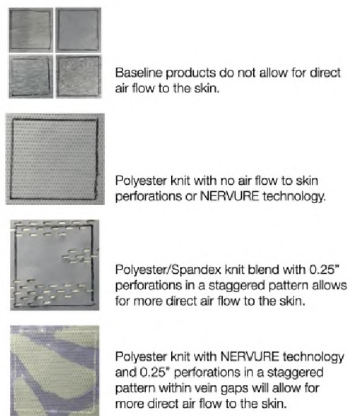 Baseline products do not allow for direct
air flow to the skin.
Polyester knit with no air flow to skin
perforations or NERVURE technology.
Polyester/Spandex knit blend with 0.25"
perforations in a staggered pattern allows
for more direct air flow to the skin.
Polyester knit with NERVURE technology
and 0.25" perforations in a staggered
pattern within vein gaps will allow for
more direct air flow to the skin.